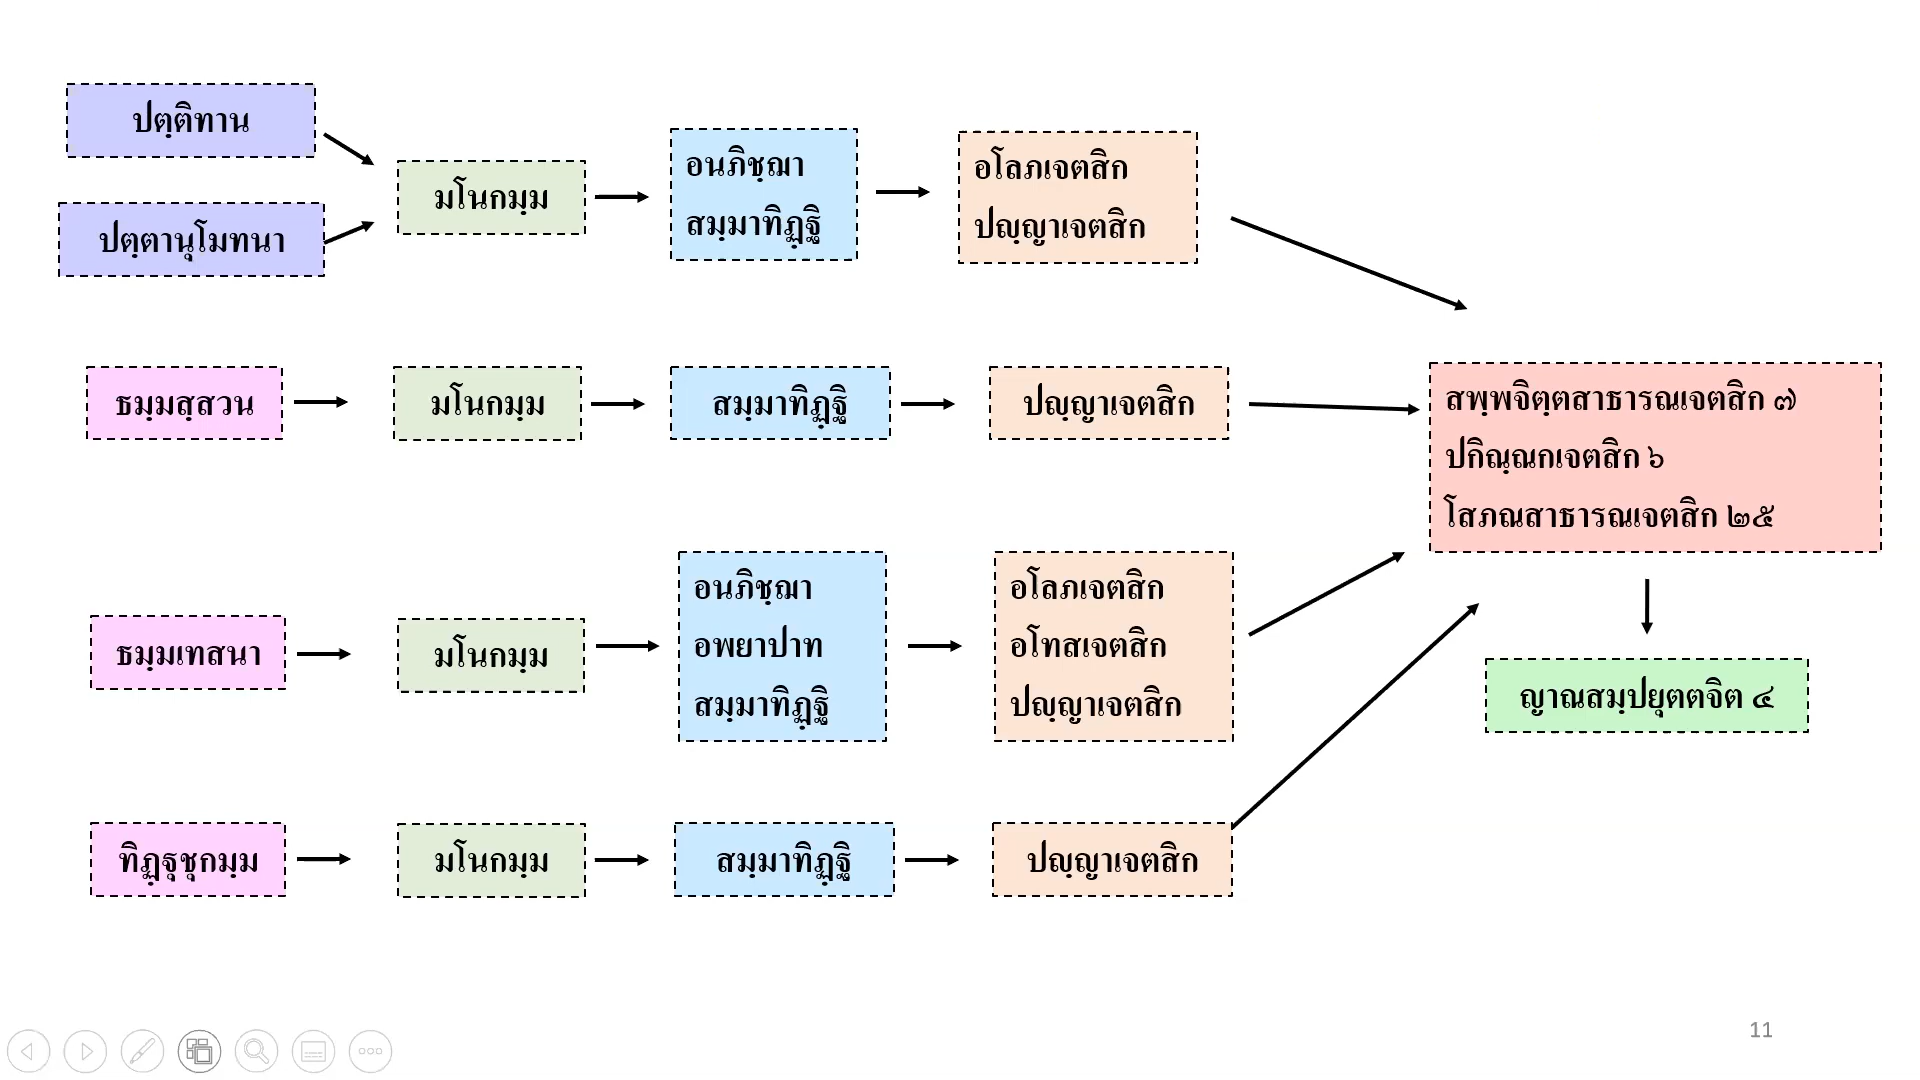 ปตฺติทาน
ปตฺตานุโมทนา
มโนกมฺม
อนภิชฺฌา
สมฺมาทิฏฺฐิ
อโลภเจตสิก
ปญฺญาเจตสิก
ธมฺมสฺสวน
มโนกมฺม
สมฺมาทิฏฺฐิ
ปญฺญาเจตสิก
สพฺพจิตฺตสาธารณเจตสิก ๗
ปกิณฺณกเจตสิก ๖
โสภณสาธารณเจตสิก ๒๕
ธมฺมเทสนา
มโนกมฺม
อนภิชฺฌา
อพยาปาท
สมฺมาทิฏฺฐิ
อโลภเจตสิก
อโทสเจตสิก
ปญฺญาเจตสิก
ญาณสมฺปยุตตจิต ๔
ทิฏฺฐุชุกมฺม
มโนกมฺม
สมฺมาทิฏฺฐิ
ปญฺญาเจตสิก
11